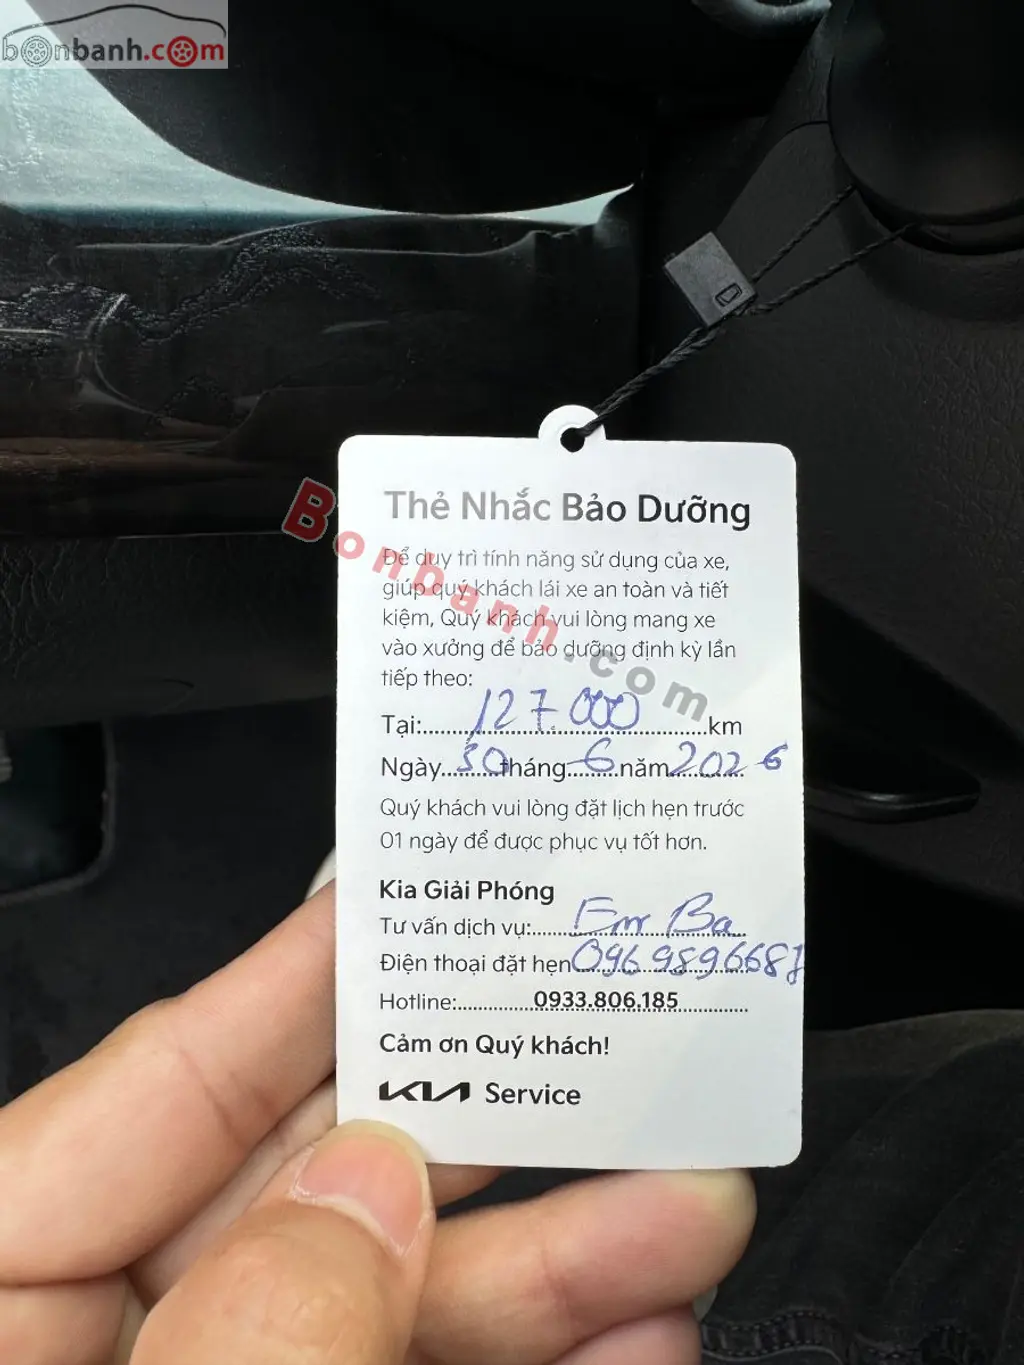 bonbanh.com
Thẻ Nhắc Bảo Dưỡng
Để duy trì tính năng sử dụng của xe,
giúp quý khách lái xe an toàn và tiết
kiệm, Quý khách vui lòng mang xe
vào xưởng để bảo dưỡng định kỳ lần
tiếp theo:
Bonbanh.com
Tại:........127.000........km
Ngày...30...tháng...6...năm 2026
Quý khách vui lòng đặt lịch hẹn trước
01 ngày để được phục vụ tốt hơn.
Kia Giải Phóng
Tư vấn dịch vụ:........Em Ba
Điện thoại đặt hẹn 0969896687
Hotline:........0933.806.185........
Cảm ơn Quý khách!
KIA Service